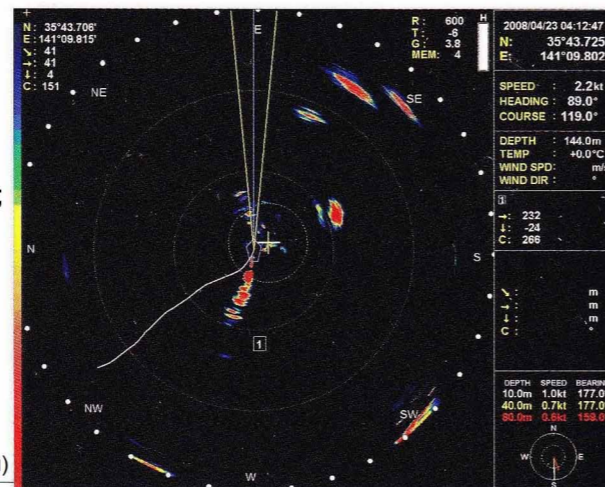 +
N: 35°43.706'
E: 141°09.815'
↘: 41
→: 41
↓: 4
C: 151
R: 600
T: -6
G: 3.8
MEM: 4
H
E
NE
SE
N
S
NW
SW
W
1
2008/04/23 04:12:47
N: 35°43.725
E: 141°09.802
SPEED : 2.2kt
HEADING : 89.0°
COURSE : 119.0°
DEPTH : 144.0m
TEMP : +0.0°C
WIND SPD: m/s
WIND DIR : °
1
→: 232
↓: -24
C: 266
↘: m
→: m
↓: m
C : °
DEPTH SPEED BEARIN
10.0m 1.0kt 177.0°
40.0m 0.7kt 177.0°
80.0m 0.6kt 159.0°
N
W E
S
;
)